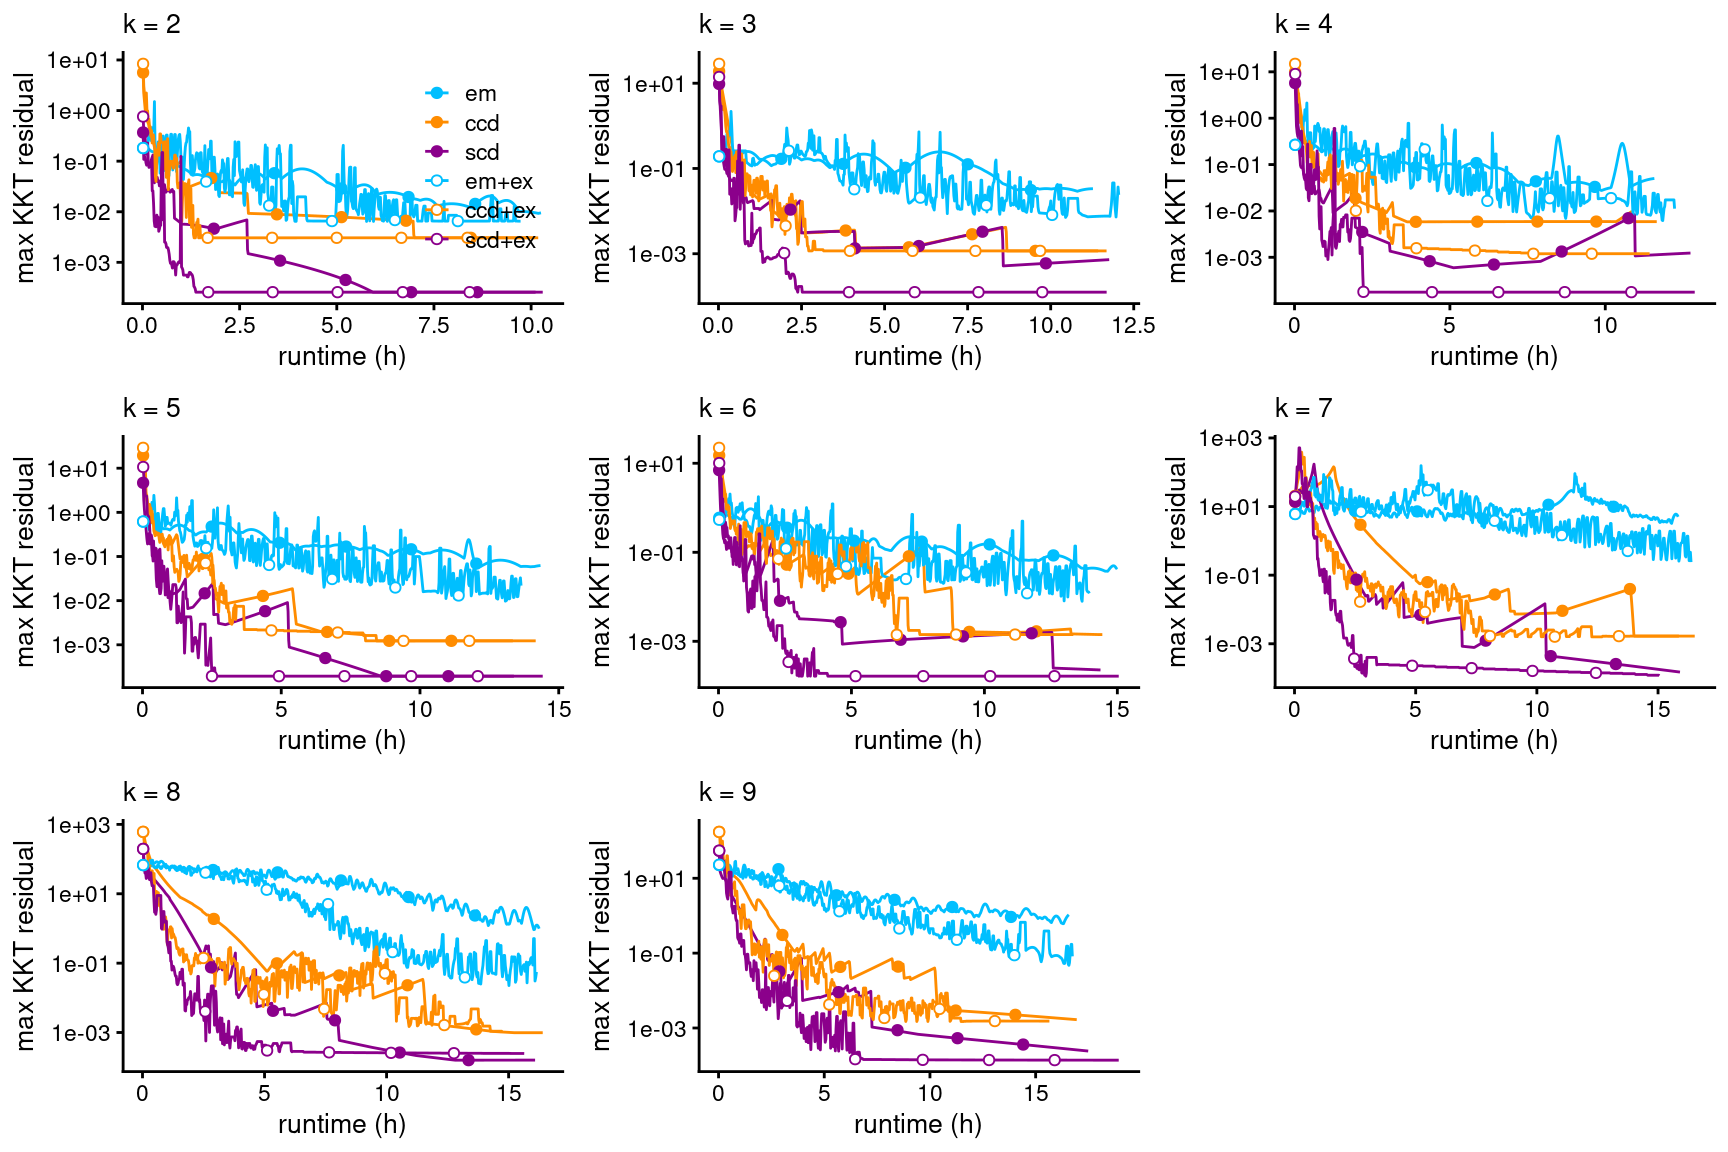 k = 2
max KKT residual
1e+01
1e+00
1e-01
1e-02
1e-03
em
ccd
scd
em+ex
ccd+ex
scd+ex
0.0 2.5 5.0 7.5 10.0
runtime (h)
k = 3
max KKT residual
1e+01
1e-01
1e-03
0.0 2.5 5.0 7.5 10.0 12.5
runtime (h)
k = 4
max KKT residual
1e+01
1e+00
1e-01
1e-02
1e-03
0 5 10
runtime (h)
k = 5
max KKT residual
1e+01
1e+00
1e-01
1e-02
1e-03
0 5 10 15
runtime (h)
k = 6
max KKT residual
1e+01
1e-01
1e-03
0 5 10 15
runtime (h)
k = 7
max KKT residual
1e+03
1e+01
1e-01
1e-03
0 5 10 15
runtime (h)
k = 8
max KKT residual
1e+03
1e+01
1e-01
1e-03
0 5 10 15
runtime (h)
k = 9
max KKT residual
1e+01
1e-01
1e-03
0 5 10 15
runtime (h)